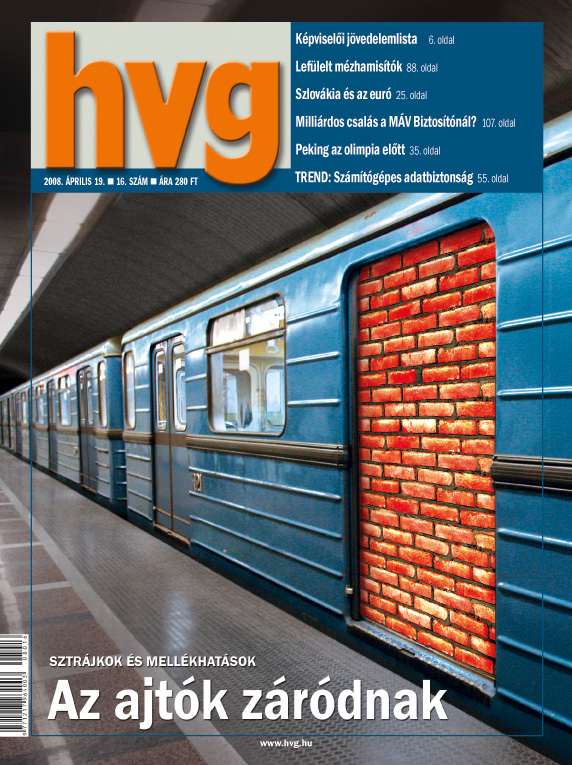 hvg
2008. ÁPRILIS 19. ■ 16. SZÁM ■ ÁRA 280 FT
Képviselői jövedelemlista 6. oldal
Lefülelt mézhamisítók 88. oldal
Szlovákia és az euró 25. oldal
Milliárdos csalás a MÁV Biztosítónál? 107. oldal
Peking az olimpia előtt 35. oldal
TREND: Számítógépes adatbiztonság 55. oldal
SZTRÁJKOK ÉS MELLÉKHATÁSOK
Az ajtók záródnak
www.hvg.hu
08016